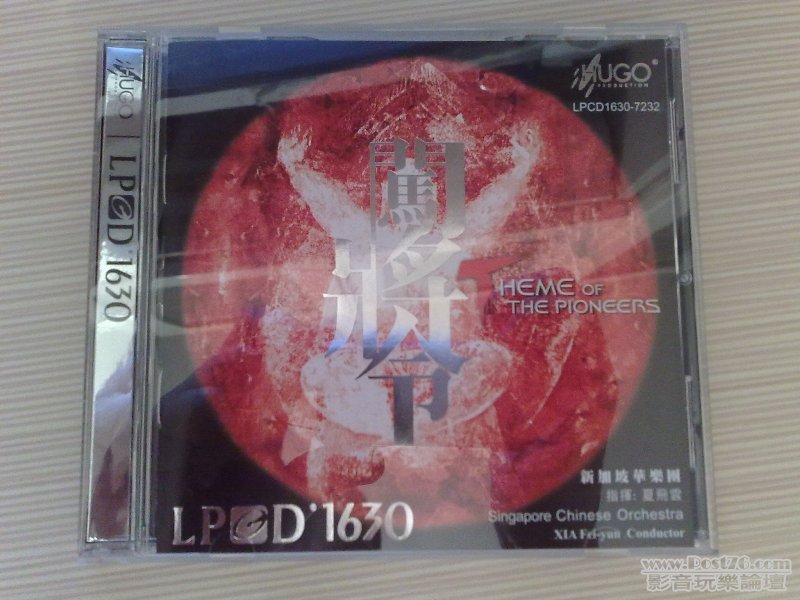 HUGO
PRODUCTION
LPCD1630-7232
闖將令
THEME OF
THE PIONEERS
新加坡華樂團
指揮: 夏飛雲
Singapore Chinese Orchestra
XIA Fei-yun Conductor
LPCD'1630
HUGO
LPCD'1630
www.Post76.com
影音玩樂論壇